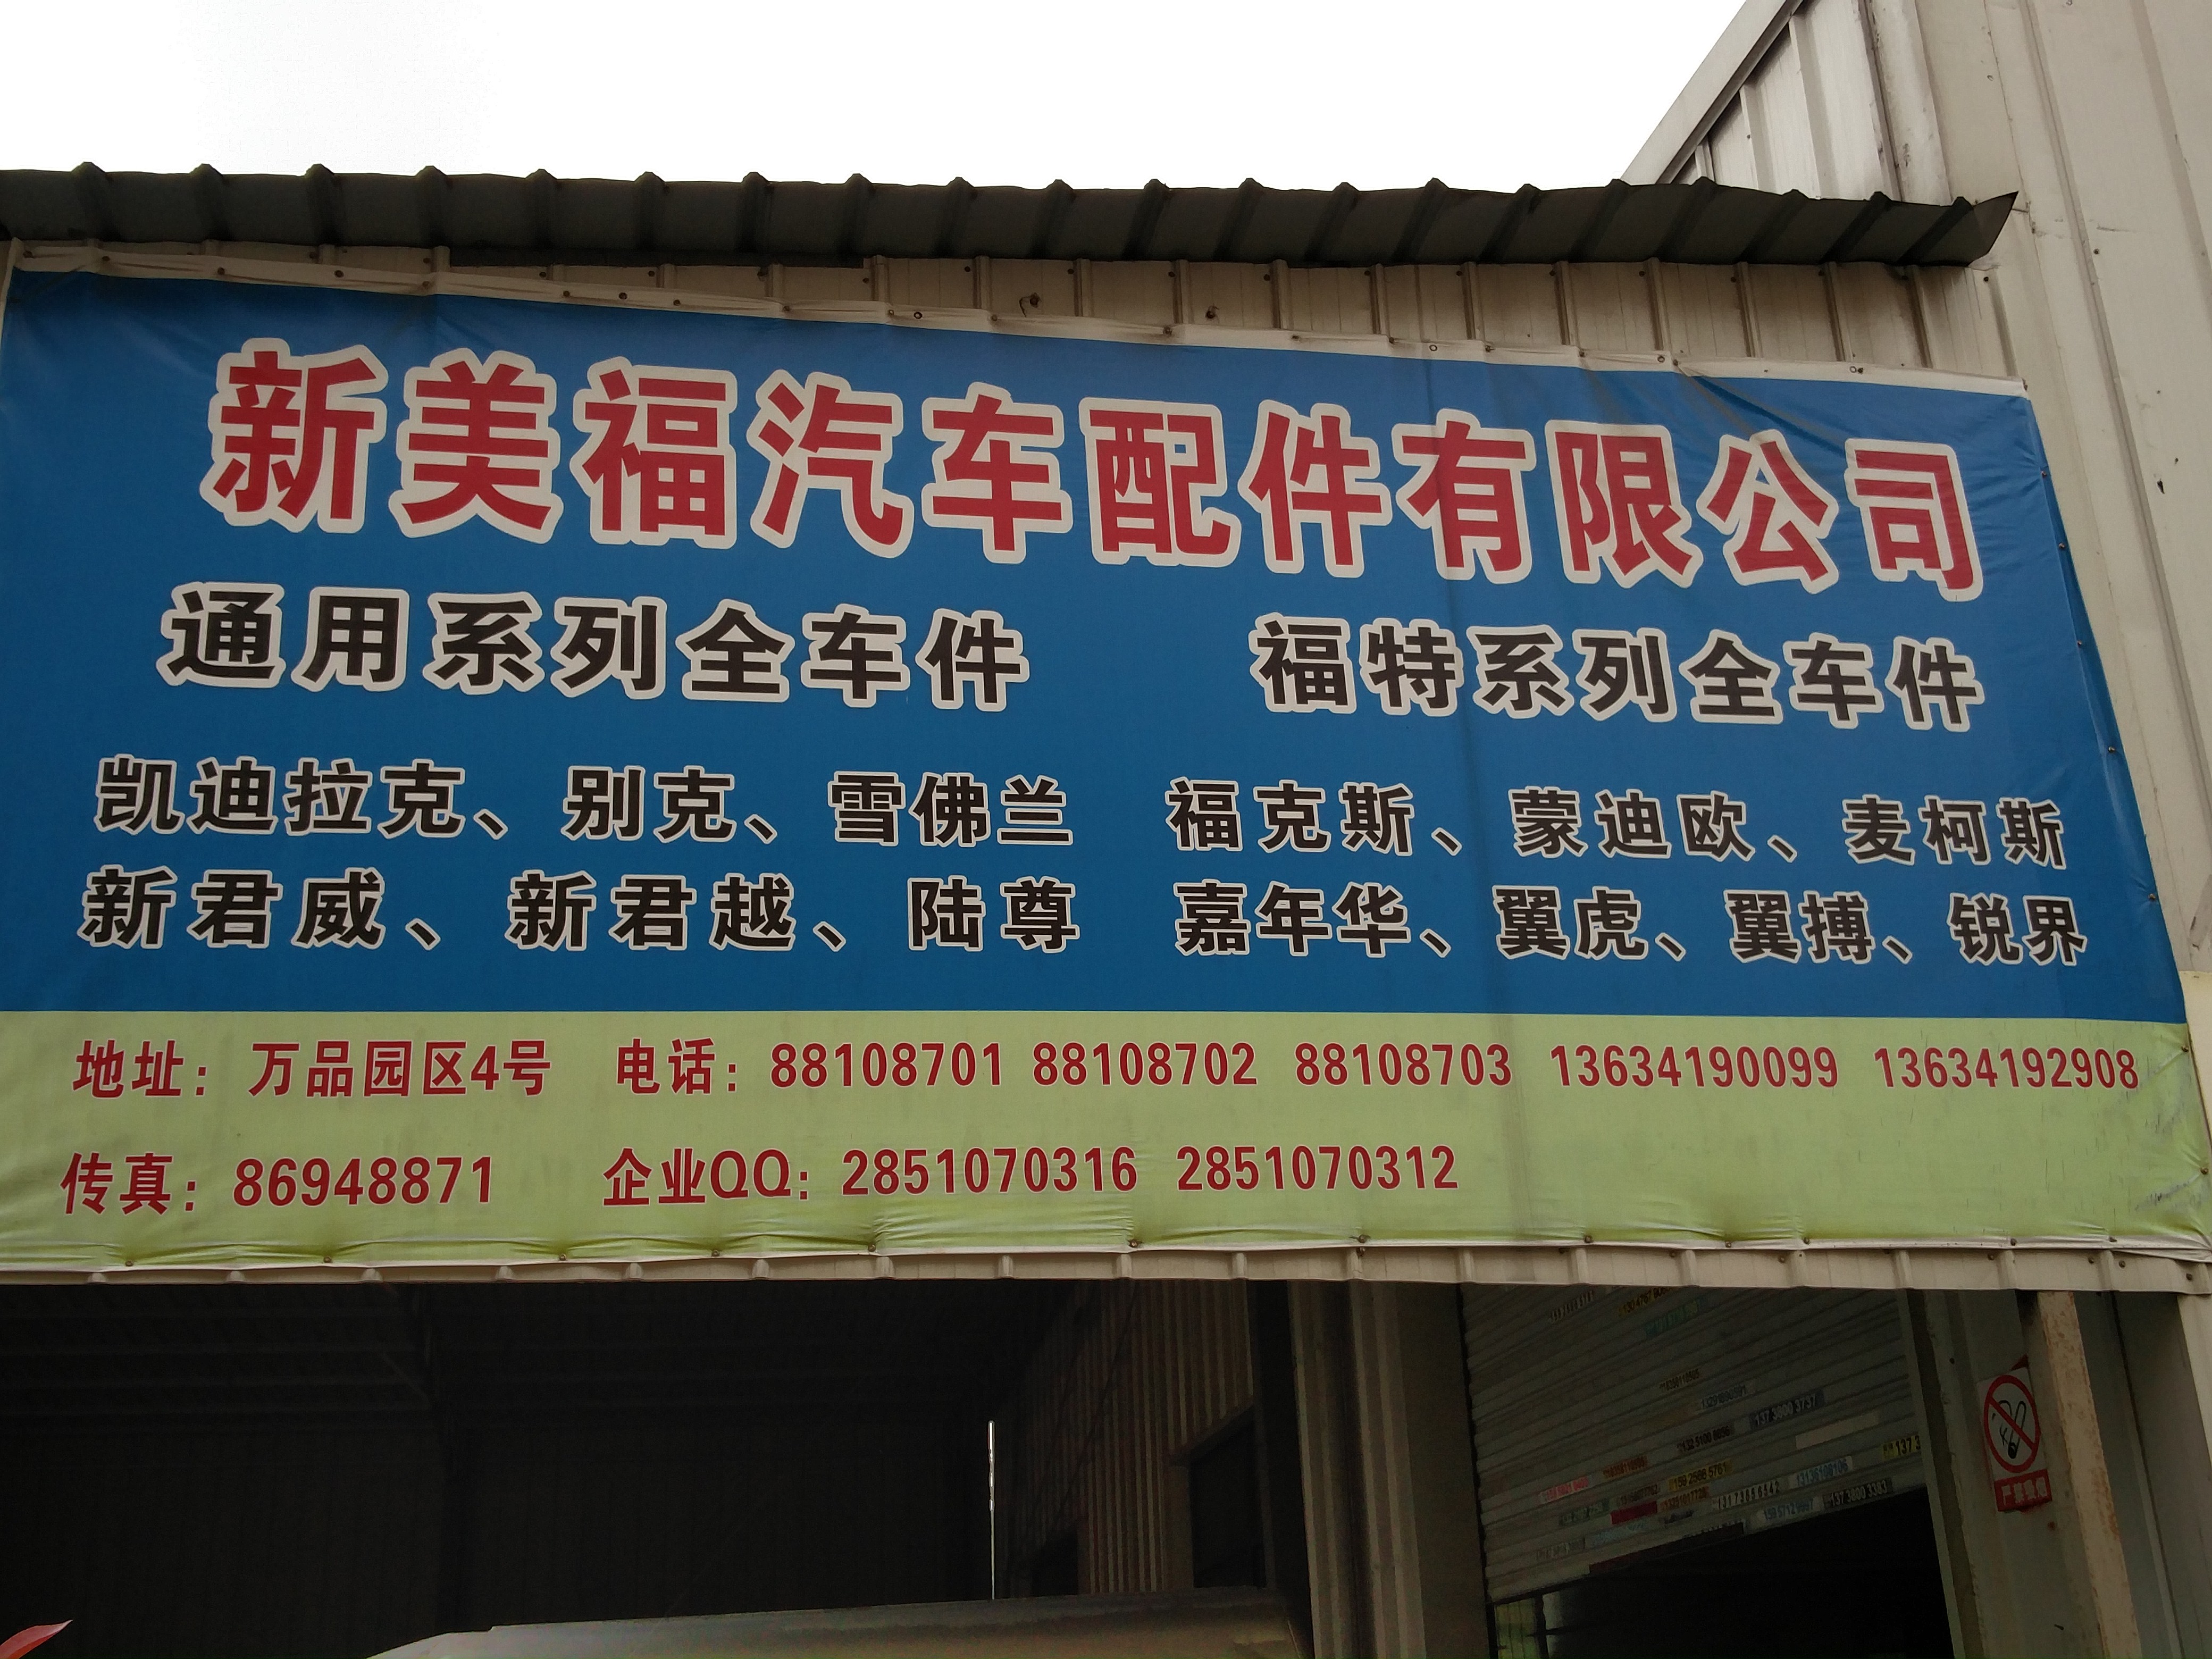 新美福汽车配件有限公司
通用系列全车件 福特系列全车件
凯迪拉克、别克、雪佛兰 福克斯、蒙迪欧、麦柯斯
新君威、新君越、陆尊 嘉年华、翼虎、翼搏、锐界
地址：万品园区4号 电话：88108701 88108702 88108703 13634190099 13634192908
传真：86948871 企业QQ：2851070316 2851070312
严禁吸烟